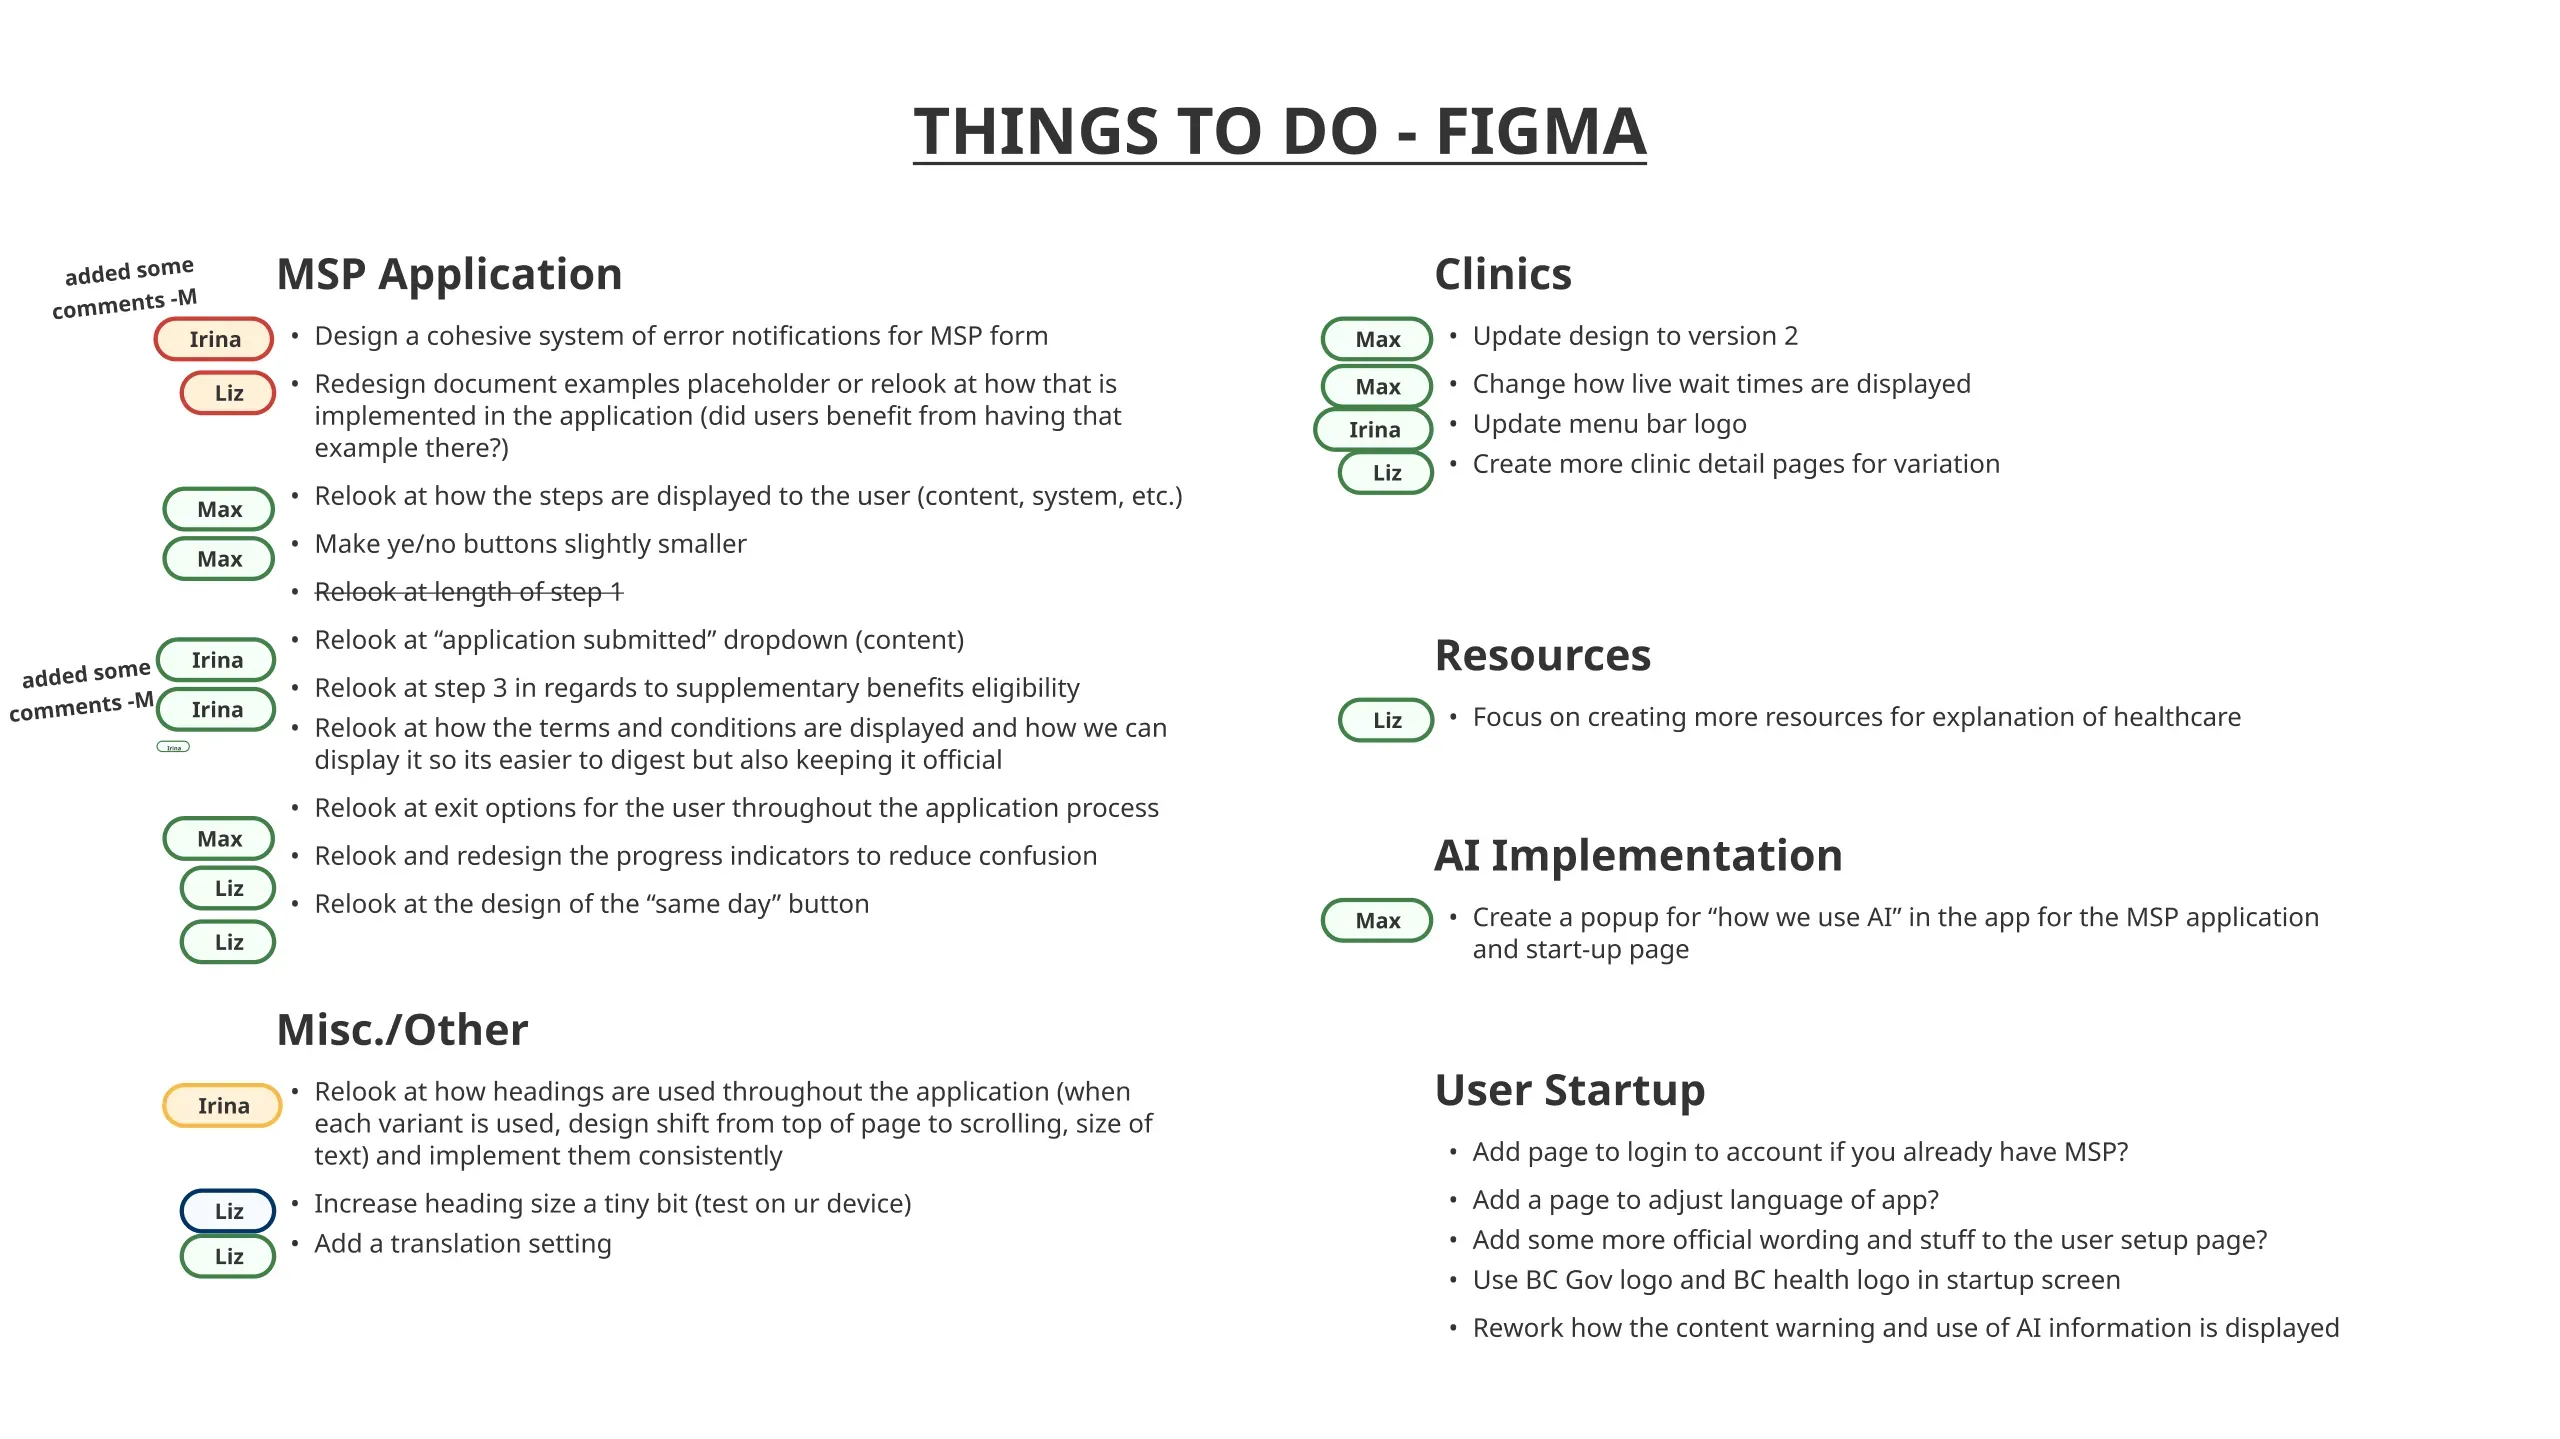 THINGS TO DO - FIGMA
added some
comments -M
MSP Application
Irina
• Design a cohesive system of error notifications for MSP form
Liz
• Redesign document examples placeholder or relook at how that is
implemented in the application (did users benefit from having that
example there?)
Max
• Relook at how the steps are displayed to the user (content, system, etc.)
Max
• Make ye/no buttons slightly smaller
• Relook at length of step 1
Irina
• Relook at “application submitted” dropdown (content)
added some
comments -M
Irina
• Relook at step 3 in regards to supplementary benefits eligibility
Irina
• Relook at how the terms and conditions are displayed and how we can
display it so its easier to digest but also keeping it official
Max
• Relook at exit options for the user throughout the application process
Liz
• Relook and redesign the progress indicators to reduce confusion
Liz
• Relook at the design of the “same day” button
Misc./Other
Irina
• Relook at how headings are used throughout the application (when
each variant is used, design shift from top of page to scrolling, size of
text) and implement them consistently
Liz
• Increase heading size a tiny bit (test on ur device)
Liz
• Add a translation setting
Clinics
Max
• Update design to version 2
Max
• Change how live wait times are displayed
Irina
• Update menu bar logo
Liz
• Create more clinic detail pages for variation
Resources
Liz
• Focus on creating more resources for explanation of healthcare
AI Implementation
Max
• Create a popup for “how we use AI” in the app for the MSP application
and start-up page
User Startup
• Add page to login to account if you already have MSP?
• Add a page to adjust language of app?
• Add some more official wording and stuff to the user setup page?
• Use BC Gov logo and BC health logo in startup screen
• Rework how the content warning and use of AI information is displayed